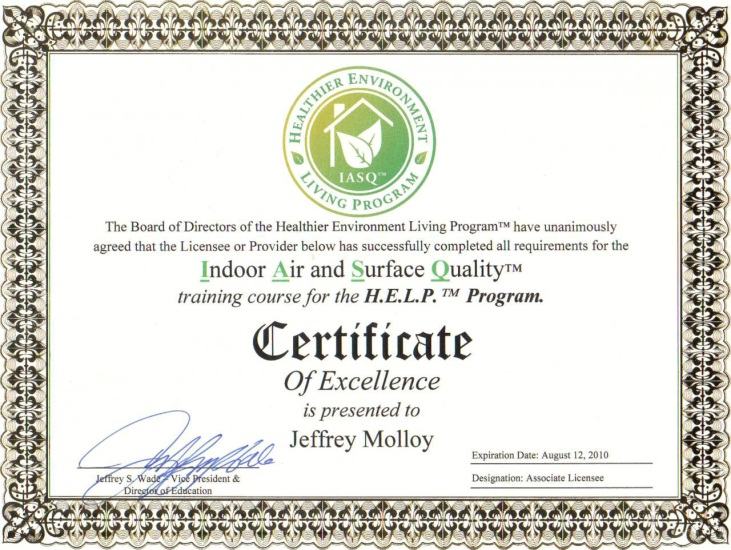 HEALTHIER ENVIRONMENT
IASQ™
LIVING PROGRAM
The Board of Directors of the Healthier Environment Living Program™ have unanimously
agreed that the Licensee or Provider below has successfully completed all requirements for the
Indoor Air and Surface Quality™
training course for the H.E.L.P. ™ Program.
Certificate
Of Excellence
is presented to
Jeffrey Molloy
Expiration Date: August 12, 2010
Jeffrey S. Wade - Vice President &
Director of Education
Designation: Associate Licensee